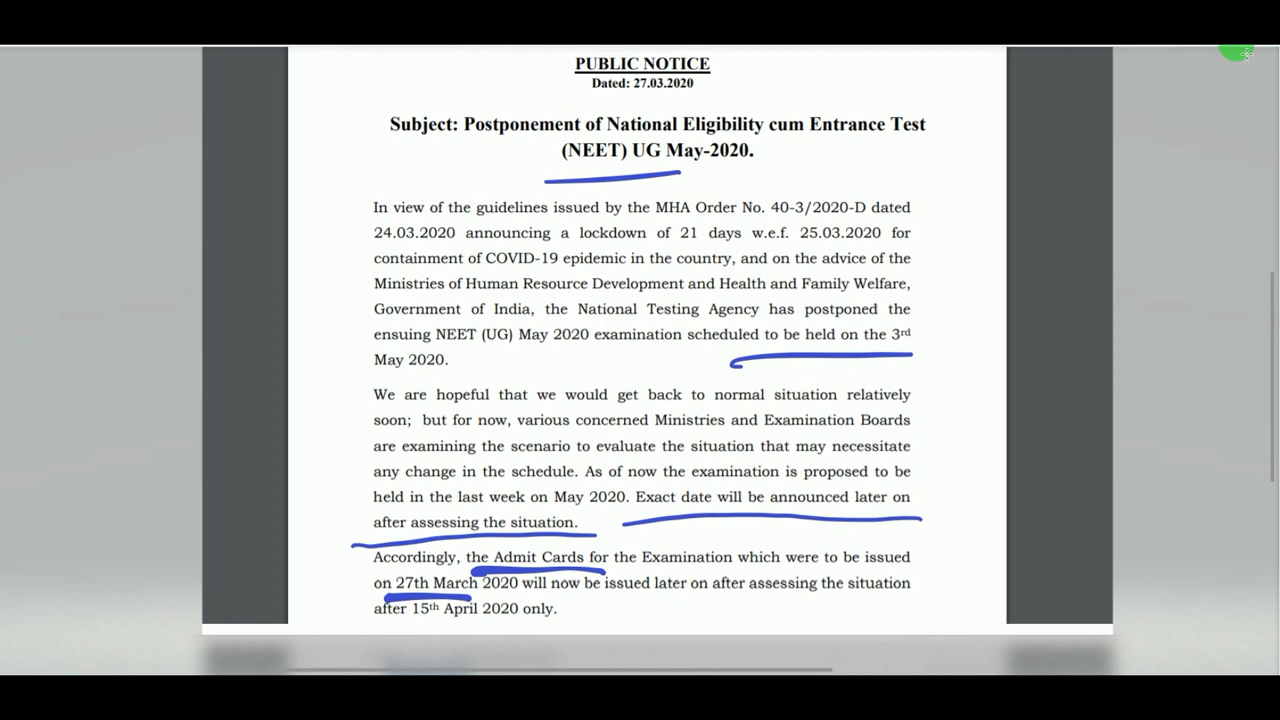 PUBLIC NOTICE
Dated: 27.03.2020
Subject: Postponement of National Eligibility cum Entrance Test
(NEET) UG May-2020.
In view of the guidelines issued by the MHA Order No. 40-3/2020-D dated
24.03.2020 announcing a lockdown of 21 days w.e.f. 25.03.2020 for
containment of COVID-19 epidemic in the country, and on the advice of the
Ministries of Human Resource Development and Health and Family Welfare,
Government of India, the National Testing Agency has postponed the
ensuing NEET (UG) May 2020 examination scheduled to be held on the 3rd
May 2020.
We are hopeful that we would get back to normal situation relatively
soon; but for now, various concerned Ministries and Examination Boards
are examining the scenario to evaluate the situation that may necessitate
any change in the schedule. As of now the examination is proposed to be
held in the last week on May 2020. Exact date will be announced later on
after assessing the situation.
Accordingly, the Admit Cards for the Examination which were to be issued
on 27th March 2020 will now be issued later on after assessing the situation
after 15th April 2020 only.